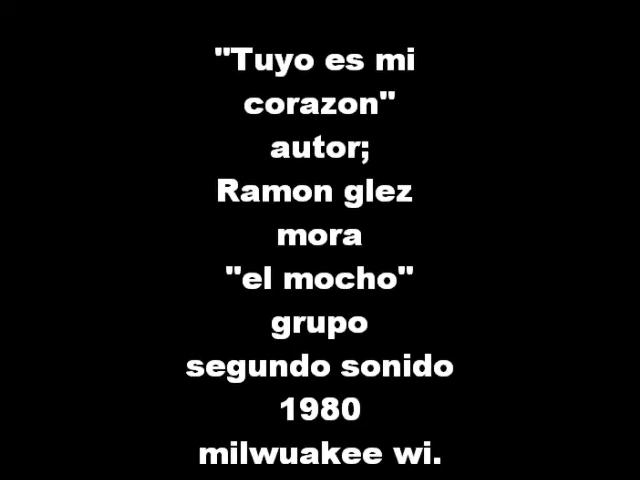 "Tuyo es mi
corazon"
autor;
Ramon glez
mora
"el mocho"
grupo
segundo sonido
1980
milwuakee wi.